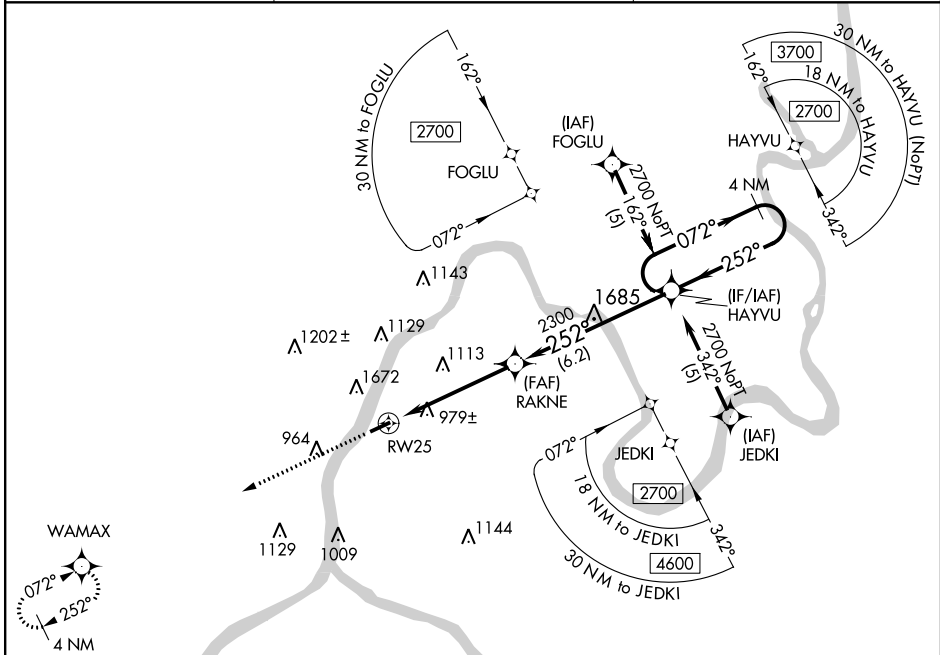 30 NM to FOGLU
162°
2700
FOGLU
072°
(IAF)
FOGLU
2700 NoPT
162°
(5)
30 NM to HAYVU (NoPT)
3700
18 NM to HAYVU
162°
2700
HAYVU
342°
4 NM
072°
252°
(IF/IAF)
HAYVU
1143
1685
2300
252°
(6.2)
1202 ±
1129
1113
1672
(FAF)
RAKNE
979±
2700 NoPT
342°
(5)
(IAF)
JEDKI
964
RW25
072°
JEDKI
2700
18 NM to JEDKI
342°
4600
30 NM to JEDKI
1129
1009
1144
WAMAX
072°
252°
4 NM